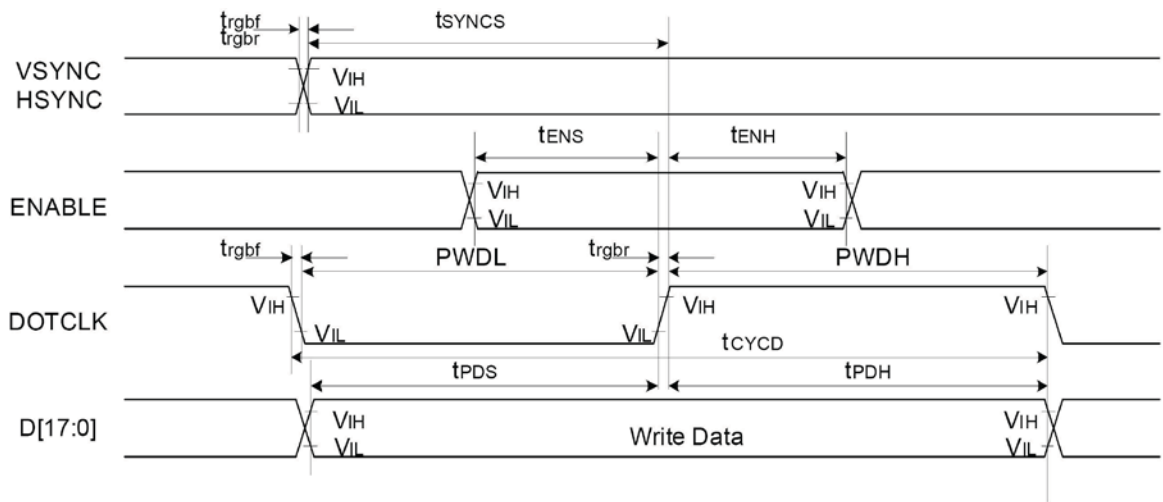 trgbf
trgbr
tSYNCS
VSYNC
HSYNC
VIH
VIL
tENS
tENH
ENABLE
VIH
VIL
VIH
VIL
trgbf
PWDL
trgbr
PWDH
DOTCLK
VIH
VIL
VIL
VIH
VIH
tCYCD
tPDS
tPDH
D[17:0]
VIH
VIL
Write Data
VIH
VIL